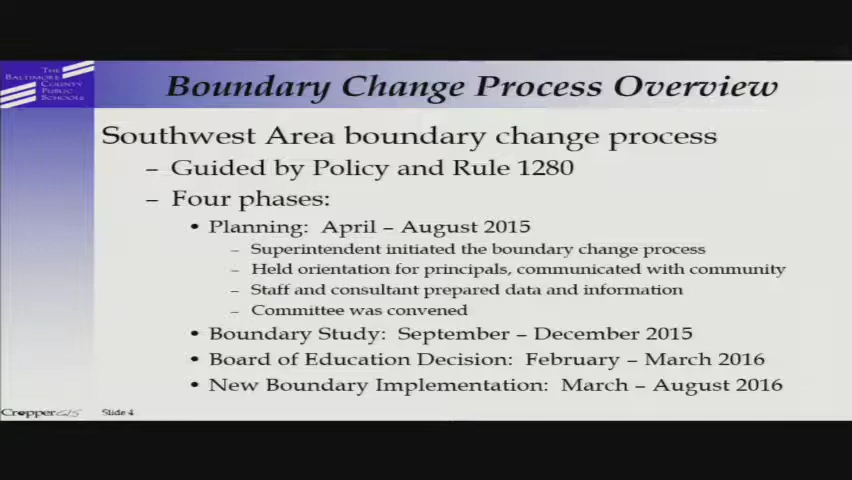 THE
BALTIMORE
COUNTY
PUBLIC
SCHOOLS
Boundary Change Process Overview
Southwest Area boundary change process
– Guided by Policy and Rule 1280
– Four phases:
• Planning: April – August 2015
– Superintendent initiated the boundary change process
– Held orientation for principals, communicated with community
– Staff and consultant prepared data and information
– Committee was convened
• Boundary Study: September – December 2015
• Board of Education Decision: February – March 2016
• New Boundary Implementation: March – August 2016
Cropper GIS Slide 4